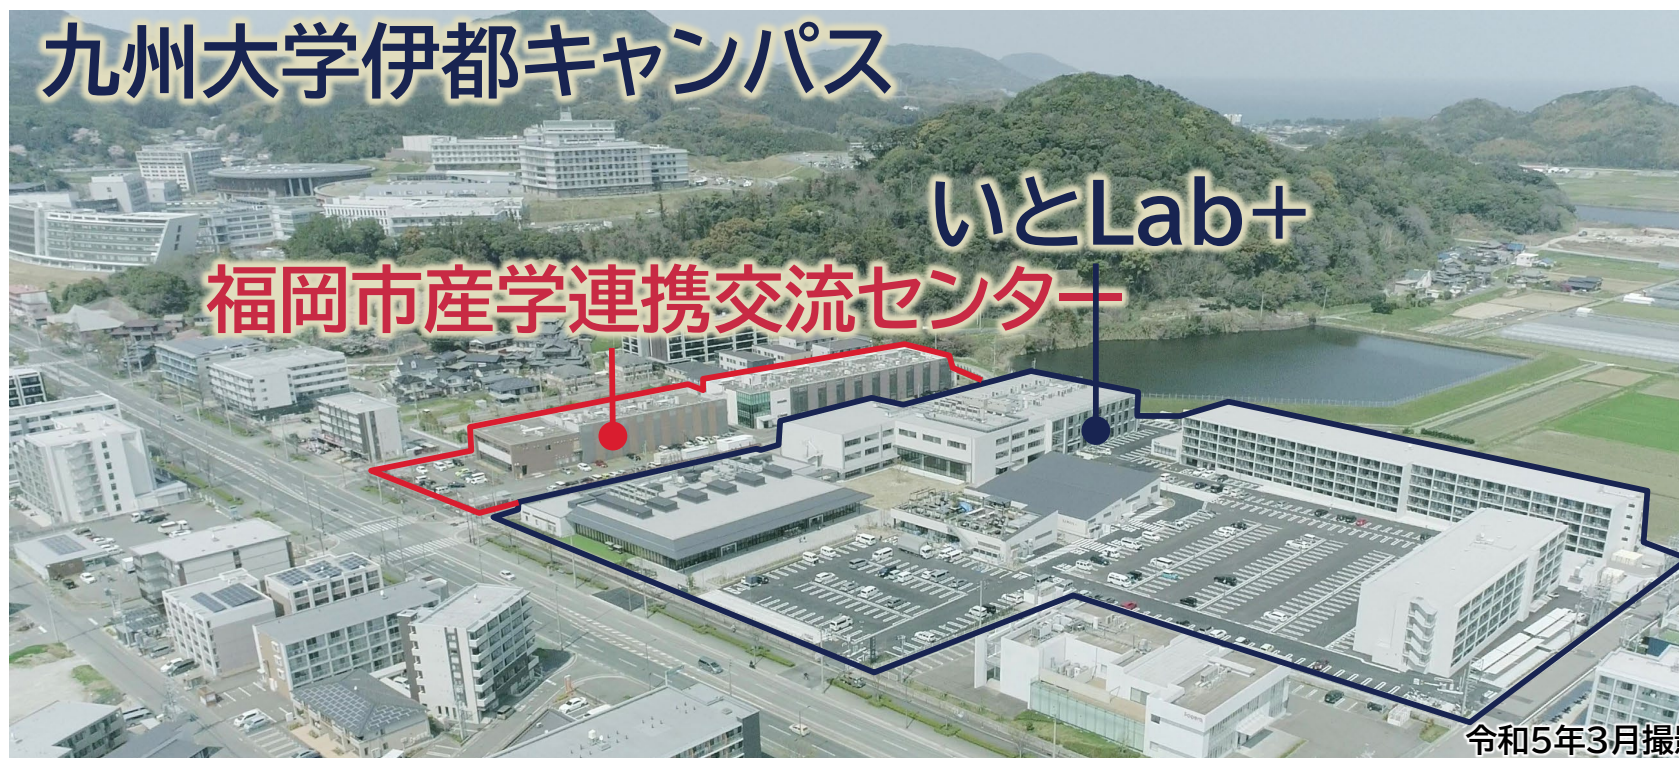 九州大学伊都キャンパス
いとLab+
福岡市産学連携交流センター
令和5年3月撮影